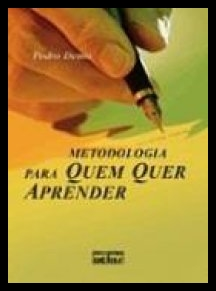 Pedro Demo
METODOLOGIA
PARA QUEM QUER
APRENDER